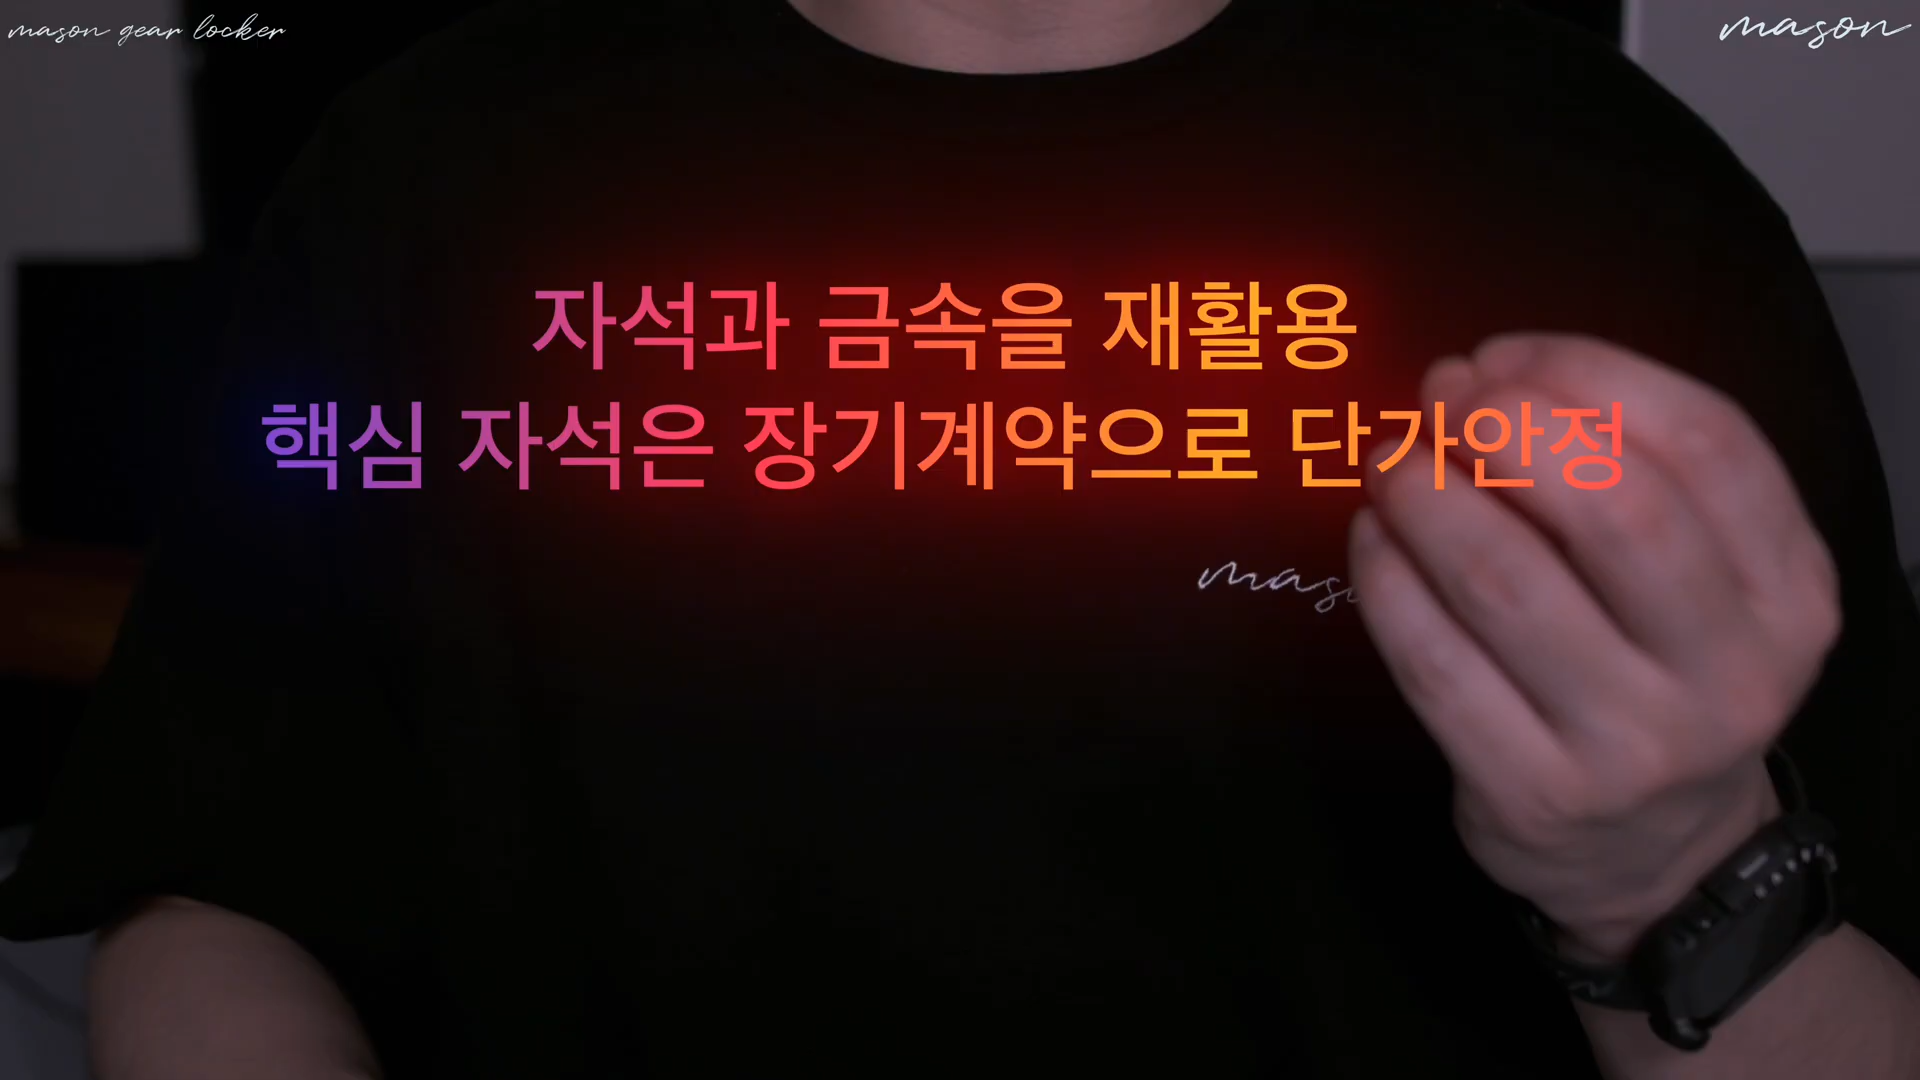 mason gear locker
mason
자석과 금속을 재활용
핵심 자석은 장기계약으로 단가안정